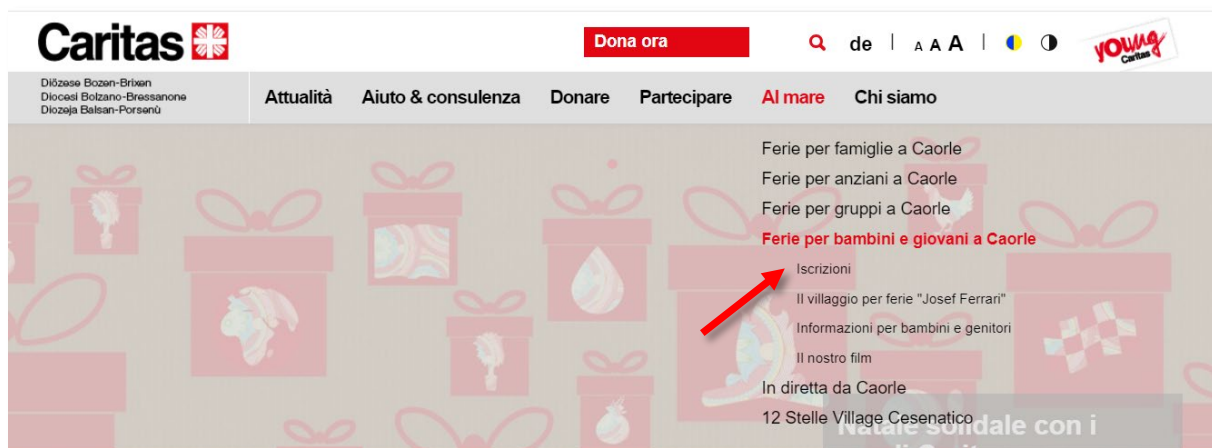 Caritas
Dona ora
de | A A A |
young
Caritas
Diözese Bozen-Brixen
Diocesi Bolzano-Bressanone
Diozeja Balsan-Porsenù
Attualità Aiuto & consulenza Donare Partecipare Al mare Chi siamo
Ferie per famiglie a Caorle
Ferie per anziani a Caorle
Ferie per gruppi a Caorle
Ferie per bambini e giovani a Caorle
Iscrizioni
Il villaggio per ferie "Josef Ferrari"
Informazioni per bambini e genitori
Il nostro film
In diretta da Caorle
12 Stelle Village Cesenatico
Natale solidale con i